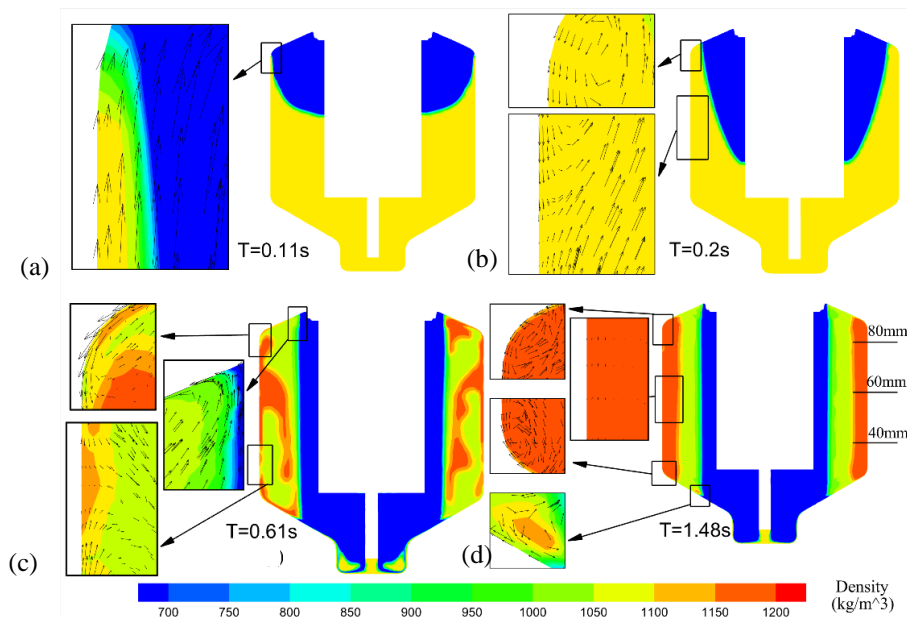 (a)
T=0.11s
(b)
T=0.2s
(c)
T=0.61s
)
(d)
T=1.48s
80mm
60mm
40mm
Density
(kg/m^3)
700 750 800 850 900 950 1000 1050 1100 1150 1200